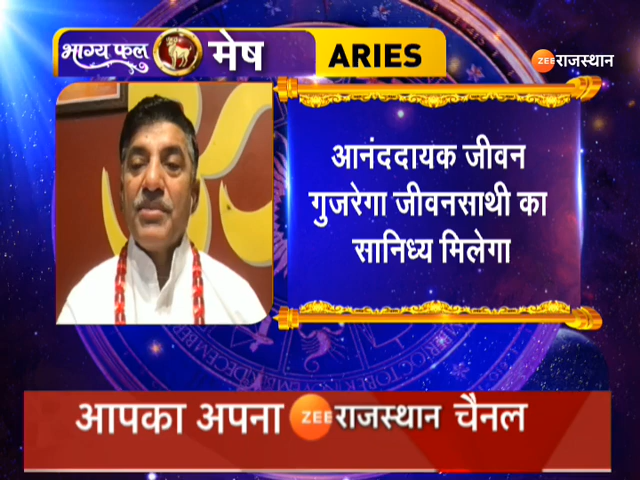 भाग्य फल मेष ARIES
ZEE राजस्थान
आनंददायक जीवन
गुजरेगा जीवनसाथी का
सानिध्य मिलेगा
आपका अपना ZEE राजस्थान चैनल